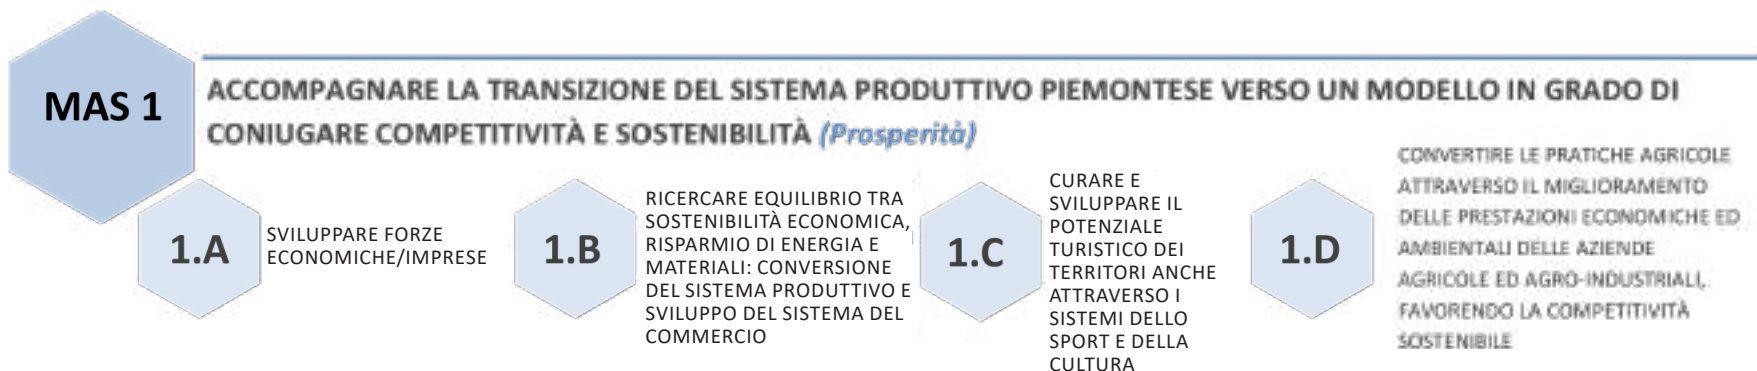 MAS 1
ACCOMPAGNARE LA TRANSIZIONE DEL SISTEMA PRODUTTIVO PIEMONTESE VERSO UN MODELLO IN GRADO DI
CONIUGARE COMPETITIVITÀ E SOSTENIBILITÀ (Prosperità)
1.A
SVILUPPARE FORZE
ECONOMICHE/IMPRESE
1.B
RICERCARE EQUILIBRIO TRA
SOSTENIBILITÀ ECONOMICA,
RISPARMIO DI ENERGIA E
MATERIALI: CONVERSIONE
DEL SISTEMA PRODUTTIVO E
SVILUPPO DEL SISTEMA DEL
COMMERCIO
1.C
CURARE E
SVILUPPARE IL
POTENZIALE
TURISTICO DEI
TERRITORI ANCHE
ATTRAVERSO I
SISTEMI DELLO
SPORT E DELLA
CULTURA
1.D
CONVERTIRE LE PRATICHE AGRICOLE
ATTRAVERSO IL MIGLIORAMENTO
DELLE PRESTAZIONI ECONOMICHE ED
AMBIENTALI DELLE AZIENDE
AGRICOLE ED AGRO-INDUSTRIALI,
FAVORENDO LA COMPETITIVITÀ
SOSTENIBILE